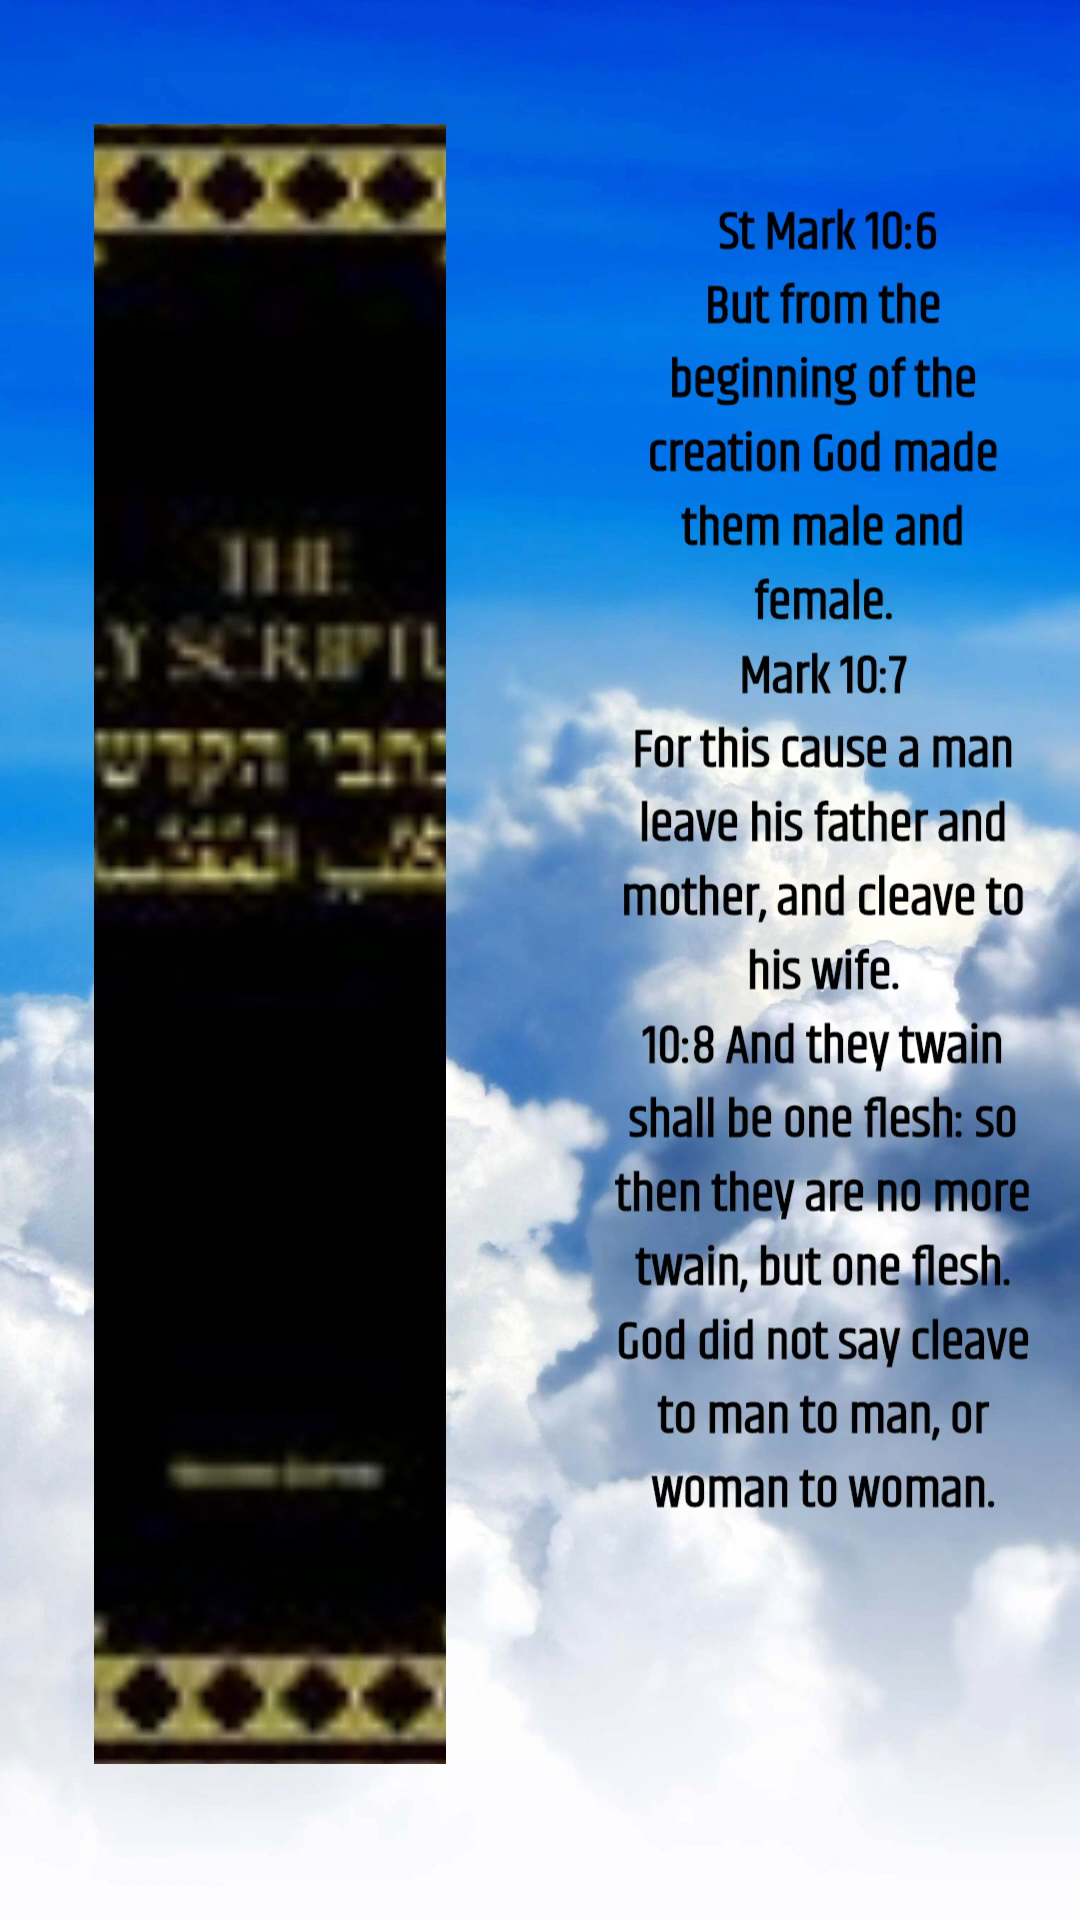 THE
SCRIPTU
הקדש
St Mark 10:6
But from the
beginning of the
creation God made
them male and
female.
Mark 10:7
For this cause a man
leave his father and
mother, and cleave to
his wife.
10:8 And they twain
shall be one flesh: so
then they are no more
twain, but one flesh.
God did not say cleave
to man to man, or
woman to woman.